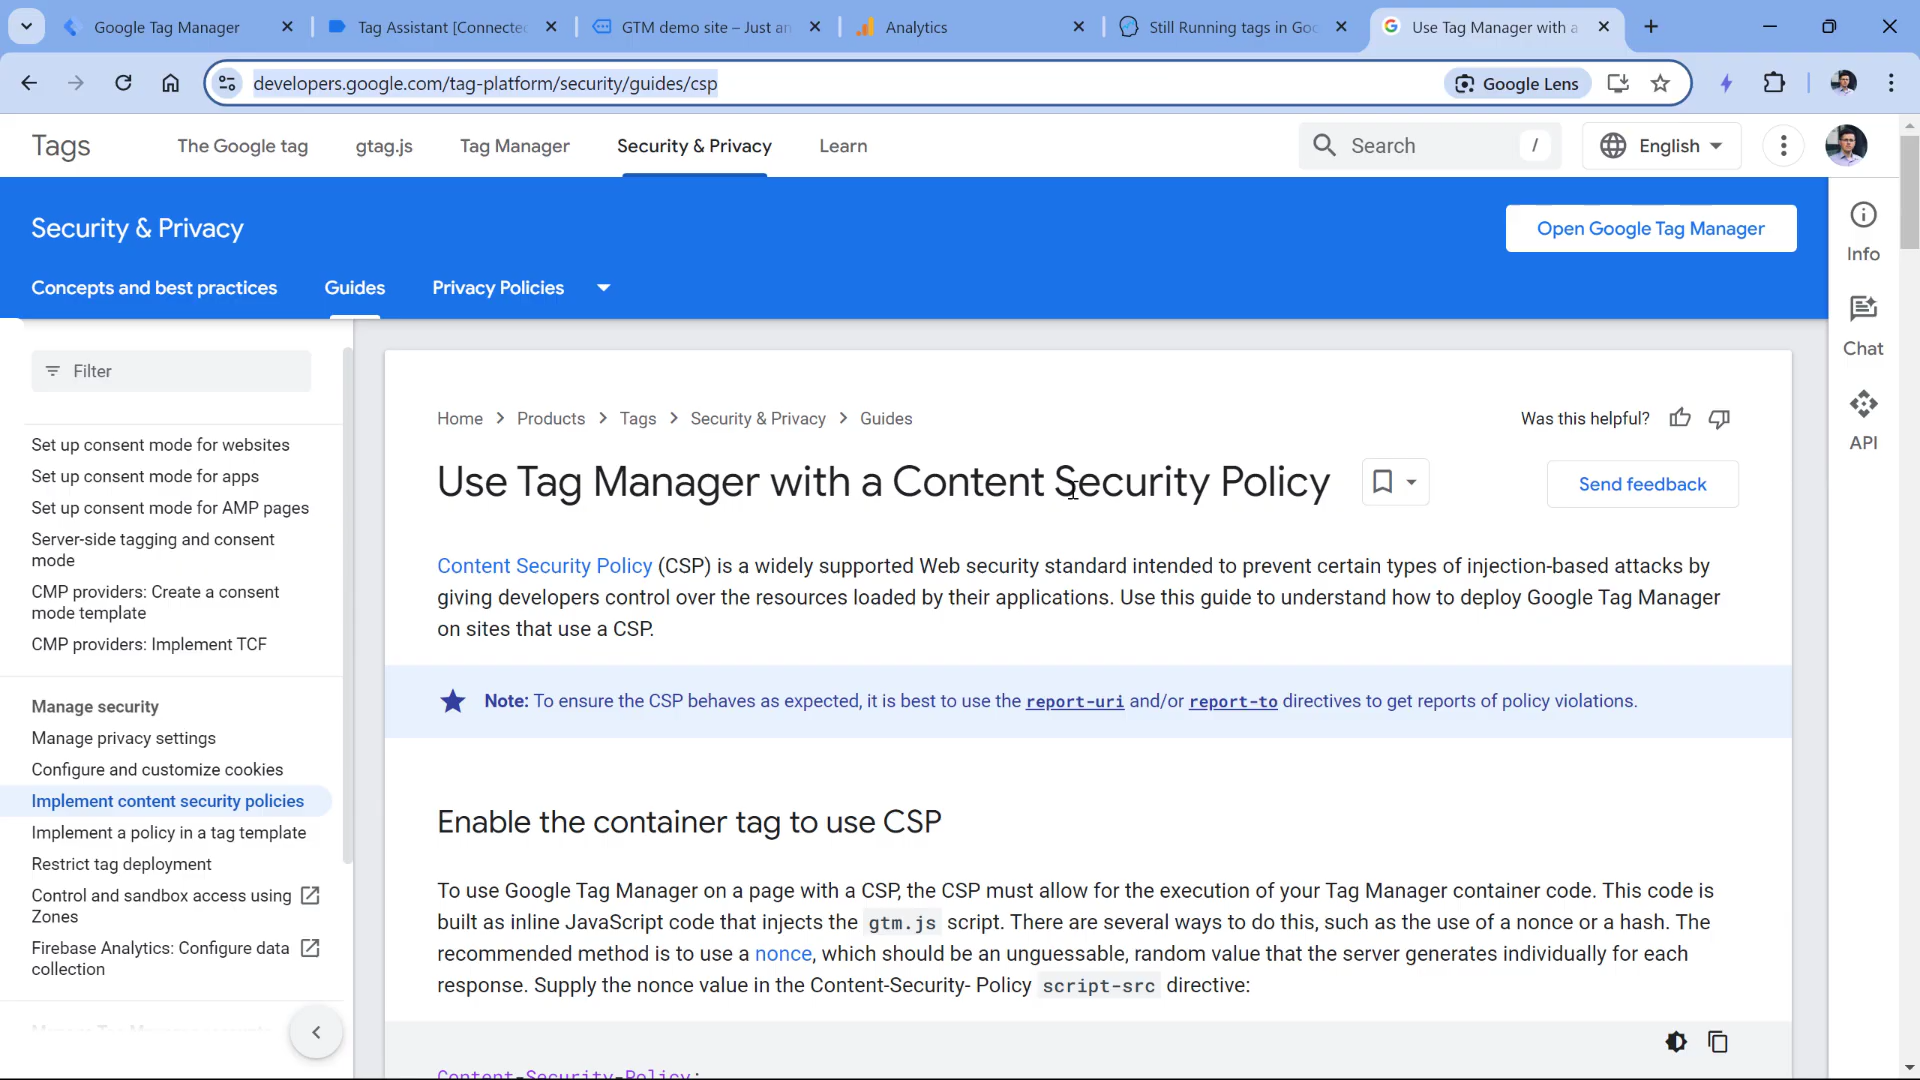 Google Tag Manager
Tag Assistant [Connected
GTM demo site – Just an
Analytics
Still Running tags in Goo
Use Tag Manager with a
developers.google.com/tag-platform/security/guides/csp
Google Lens
Tags
The Google tag
gtag.js
Tag Manager
Security & Privacy
Learn
Search
/
English
Security & Privacy
Open Google Tag Manager
Concepts and best practices
Guides
Privacy Policies
Info
Chat
API
Filter
Set up consent mode for websites
Set up consent mode for apps
Set up consent mode for AMP pages
Server-side tagging and consent
mode
CMP providers: Create a consent
mode template
CMP providers: Implement TCF
Manage security
Manage privacy settings
Configure and customize cookies
Implement content security policies
Implement a policy in a tag template
Restrict tag deployment
Control and sandbox access using
Zones
Firebase Analytics: Configure data
collection
Home > Products > Tags > Security & Privacy > Guides
Was this helpful?
Use Tag Manager with a Content Security Policy
Send feedback
Content Security Policy (CSP) is a widely supported Web security standard intended to prevent certain types of injection-based attacks by
giving developers control over the resources loaded by their applications. Use this guide to understand how to deploy Google Tag Manager
on sites that use a CSP.
Note: To ensure the CSP behaves as expected, it is best to use the report-uri and/or report-to directives to get reports of policy violations.
Enable the container tag to use CSP
To use Google Tag Manager on a page with a CSP, the CSP must allow for the execution of your Tag Manager container code. This code is
built as inline JavaScript code that injects the gtm.js script. There are several ways to do this, such as the use of a nonce or a hash. The
recommended method is to use a nonce, which should be an unguessable, random value that the server generates individually for each
response. Supply the nonce value in the Content-Security- Policy script-src directive:
Content-Security-Policy: